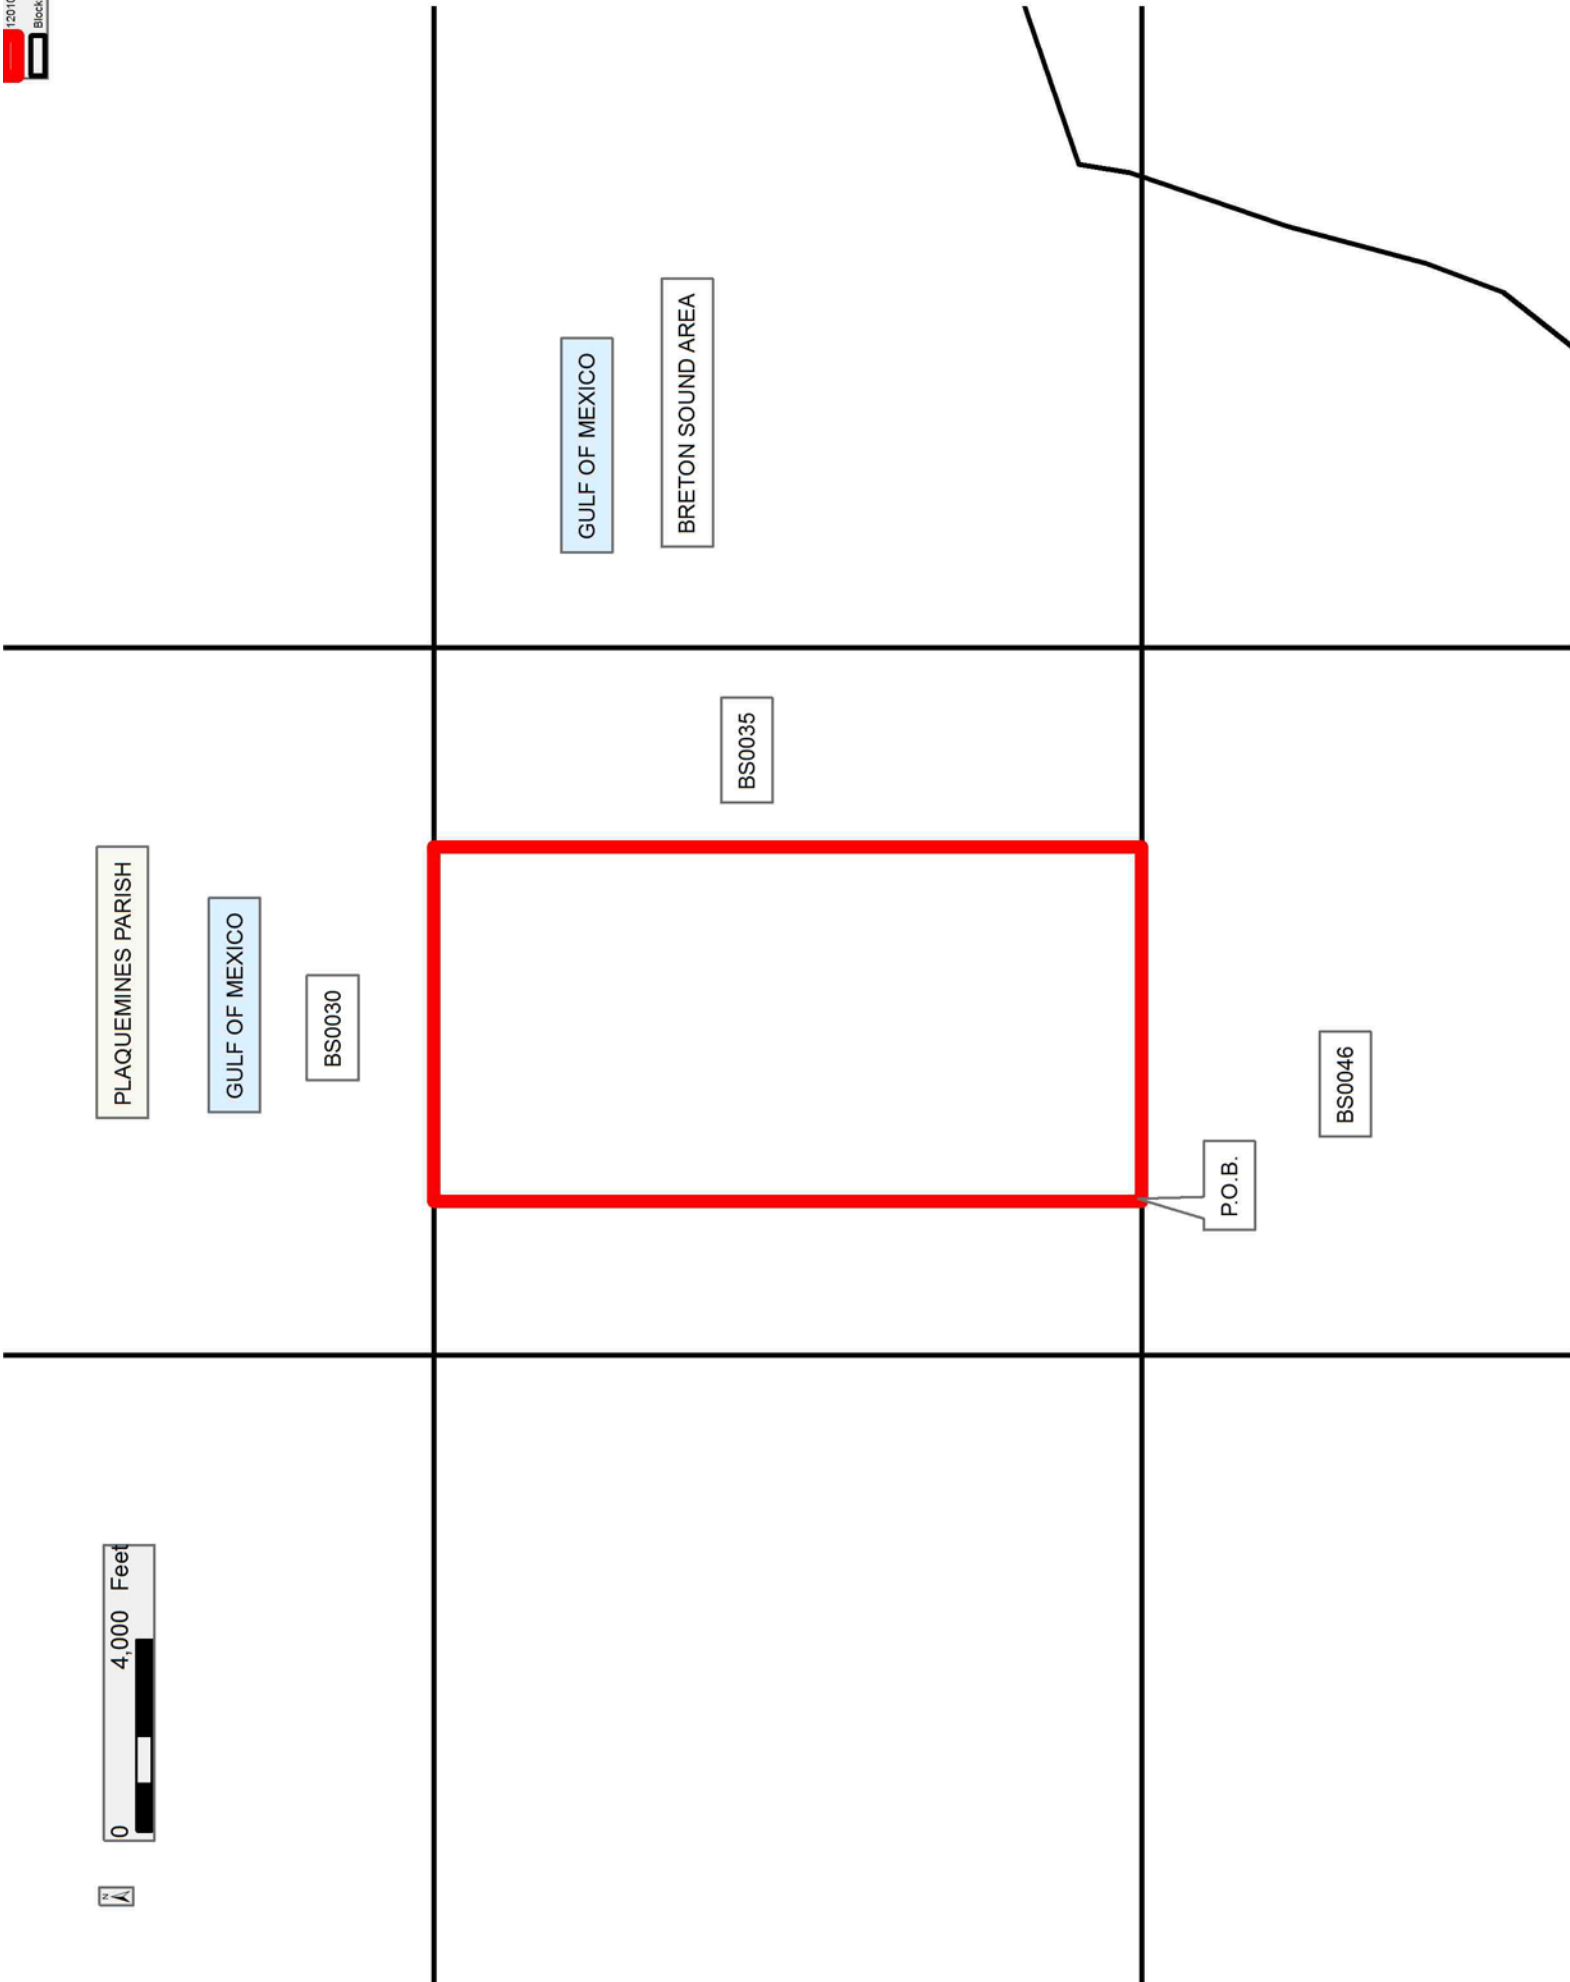 12010
Block
N
0 4,000 Feet
PLAQUEMINES PARISH
GULF OF MEXICO
BS0030
GULF OF MEXICO
BRETON SOUND AREA
BS0035
P.O.B.
BS0046